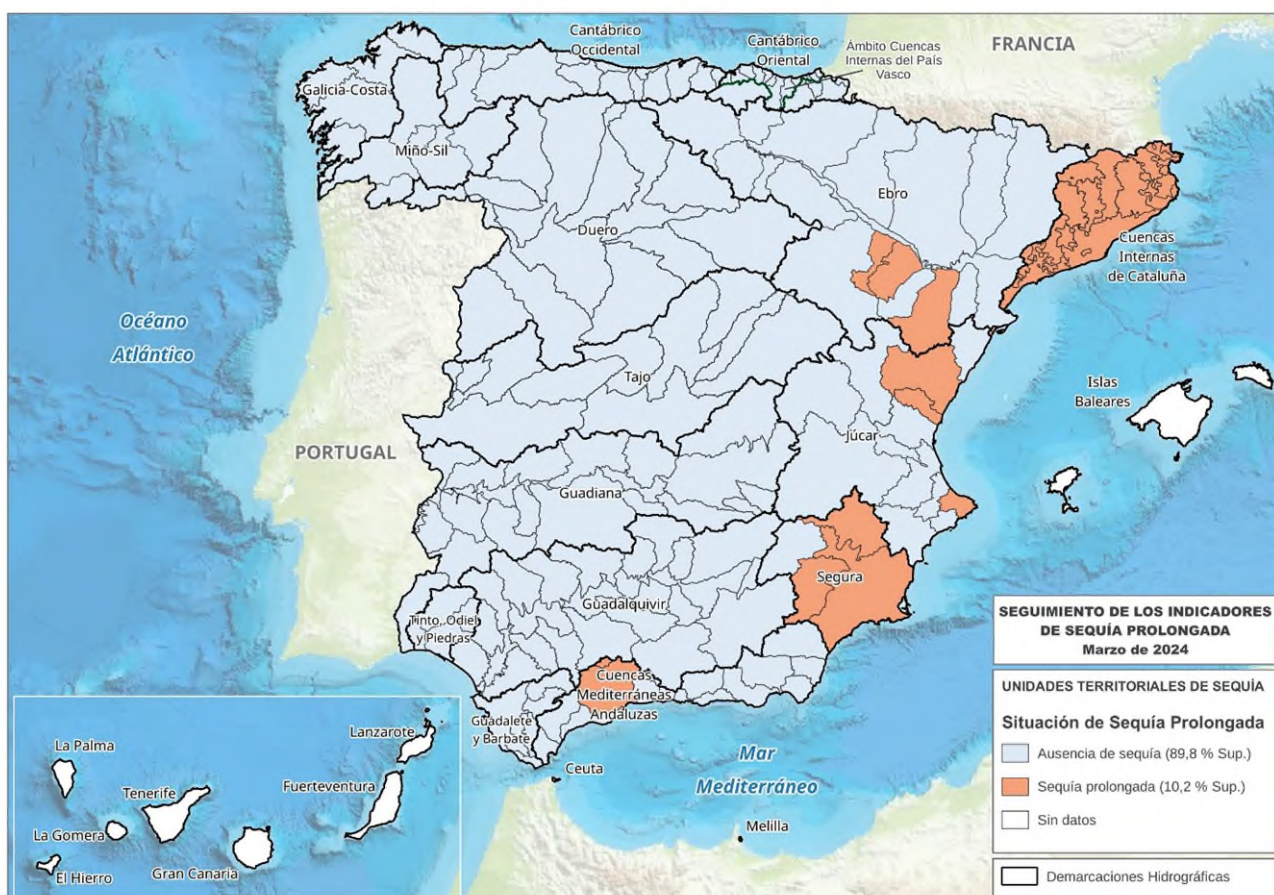 Cantábrico
Occidental
Cantábrico
Oriental
Ámbito Cuencas
Internas del País
Vasco
FRANCIA
Galicia-Costa
Miño-Sil
Ebro
Duero
Cuencas
Internas
de Cataluña
Océano
Atlántico
Tajo
Islas
Baleares
PORTUGAL
Júcar
Guadiana
Segura
Guadalquivir
Tinto, Odiel
y Piedras
Cuencas
Mediterráneas
Andaluzas
Guadalete
y Barbate
Ceuta
Mar
Mediterráneo
Melilla
Lanzarote
La Palma
Fuerteventura
Tenerife
La Gomera
El Hierro
Gran Canaria
SEGUIMIENTO DE LOS INDICADORES
DE SEQUÍA PROLONGADA
Marzo de 2024
UNIDADES TERRITORIALES DE SEQUÍA
Situación de Sequía Prolongada
Ausencia de sequía (89,8 % Sup.)
Sequía prolongada (10,2 % Sup.)
Sin datos
Demarcaciones Hidrográficas